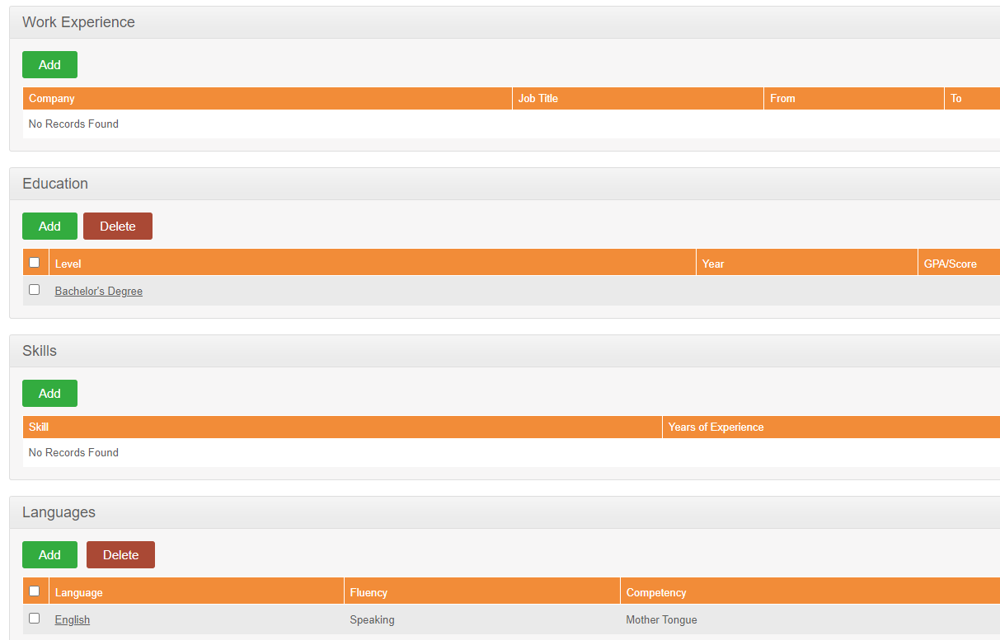 Work Experience
Add
Company Job Title From To
No Records Found
Education
Add Delete
Level Year GPA/Score
Bachelor's Degree
Skills
Add
Skill Years of Experience
No Records Found
Languages
Add Delete
Language Fluency Competency
English Speaking Mother Tongue